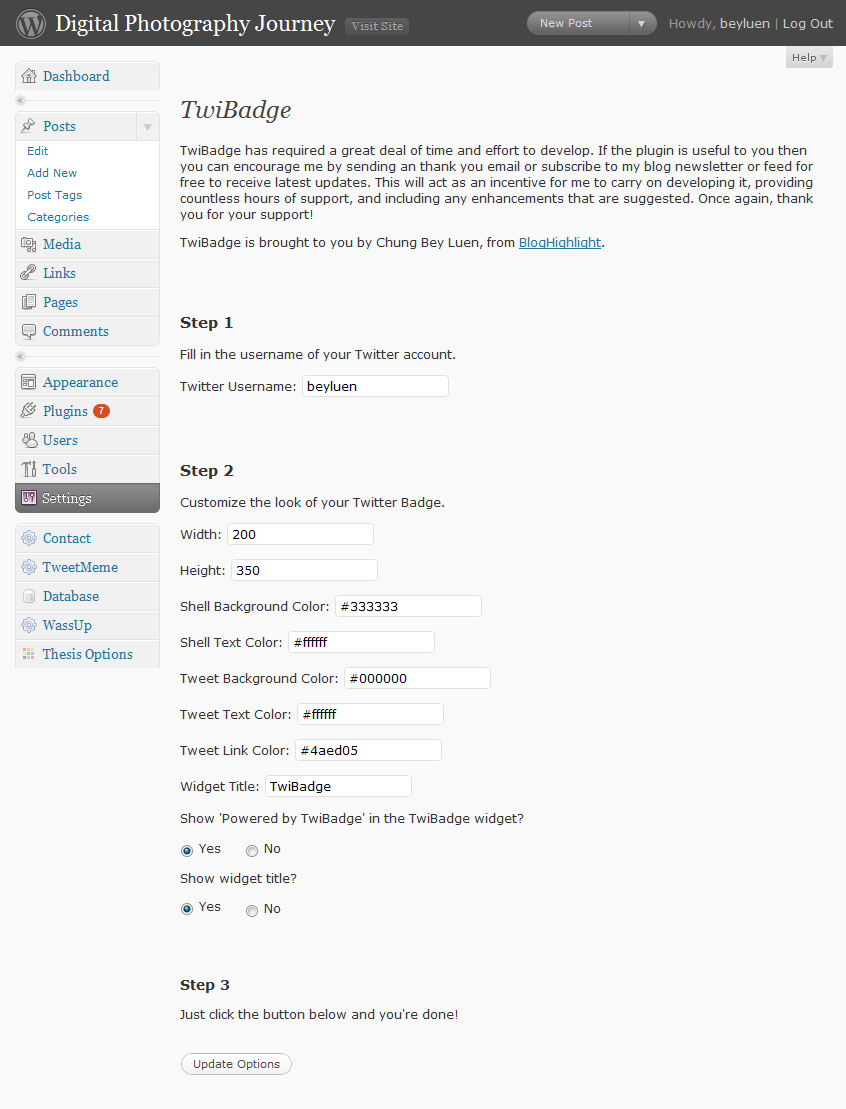 Digital Photography Journey Visit Site New Post Howdy, beyluen | Log Out
Help
Dashboard
Posts
Edit
Add New
Post Tags
Categories
Media
Links
Pages
Comments
Appearance
Plugins 7
Users
Tools
Settings
Contact
TweetMeme
Database
WassUp
Thesis Options
TwiBadge
TwiBadge has required a great deal of time and effort to develop. If the plugin is useful to you then
you can encourage me by sending an thank you email or subscribe to my blog newsletter or feed for
free to receive latest updates. This will act as an incentive for me to carry on developing it, providing
countless hours of support, and including any enhancements that are suggested. Once again, thank
you for your support!
TwiBadge is brought to you by Chung Bey Luen, from BlogHighlight.
Step 1
Fill in the username of your Twitter account.
Twitter Username: beyluen
Step 2
Customize the look of your Twitter Badge.
Width: 200
Height: 350
Shell Background Color: #333333
Shell Text Color: #ffffff
Tweet Background Color: #000000
Tweet Text Color: #ffffff
Tweet Link Color: #4aed05
Widget Title: TwiBadge
Show 'Powered by TwiBadge' in the TwiBadge widget?
Yes No
Show widget title?
Yes No
Step 3
Just click the button below and you're done!
Update Options